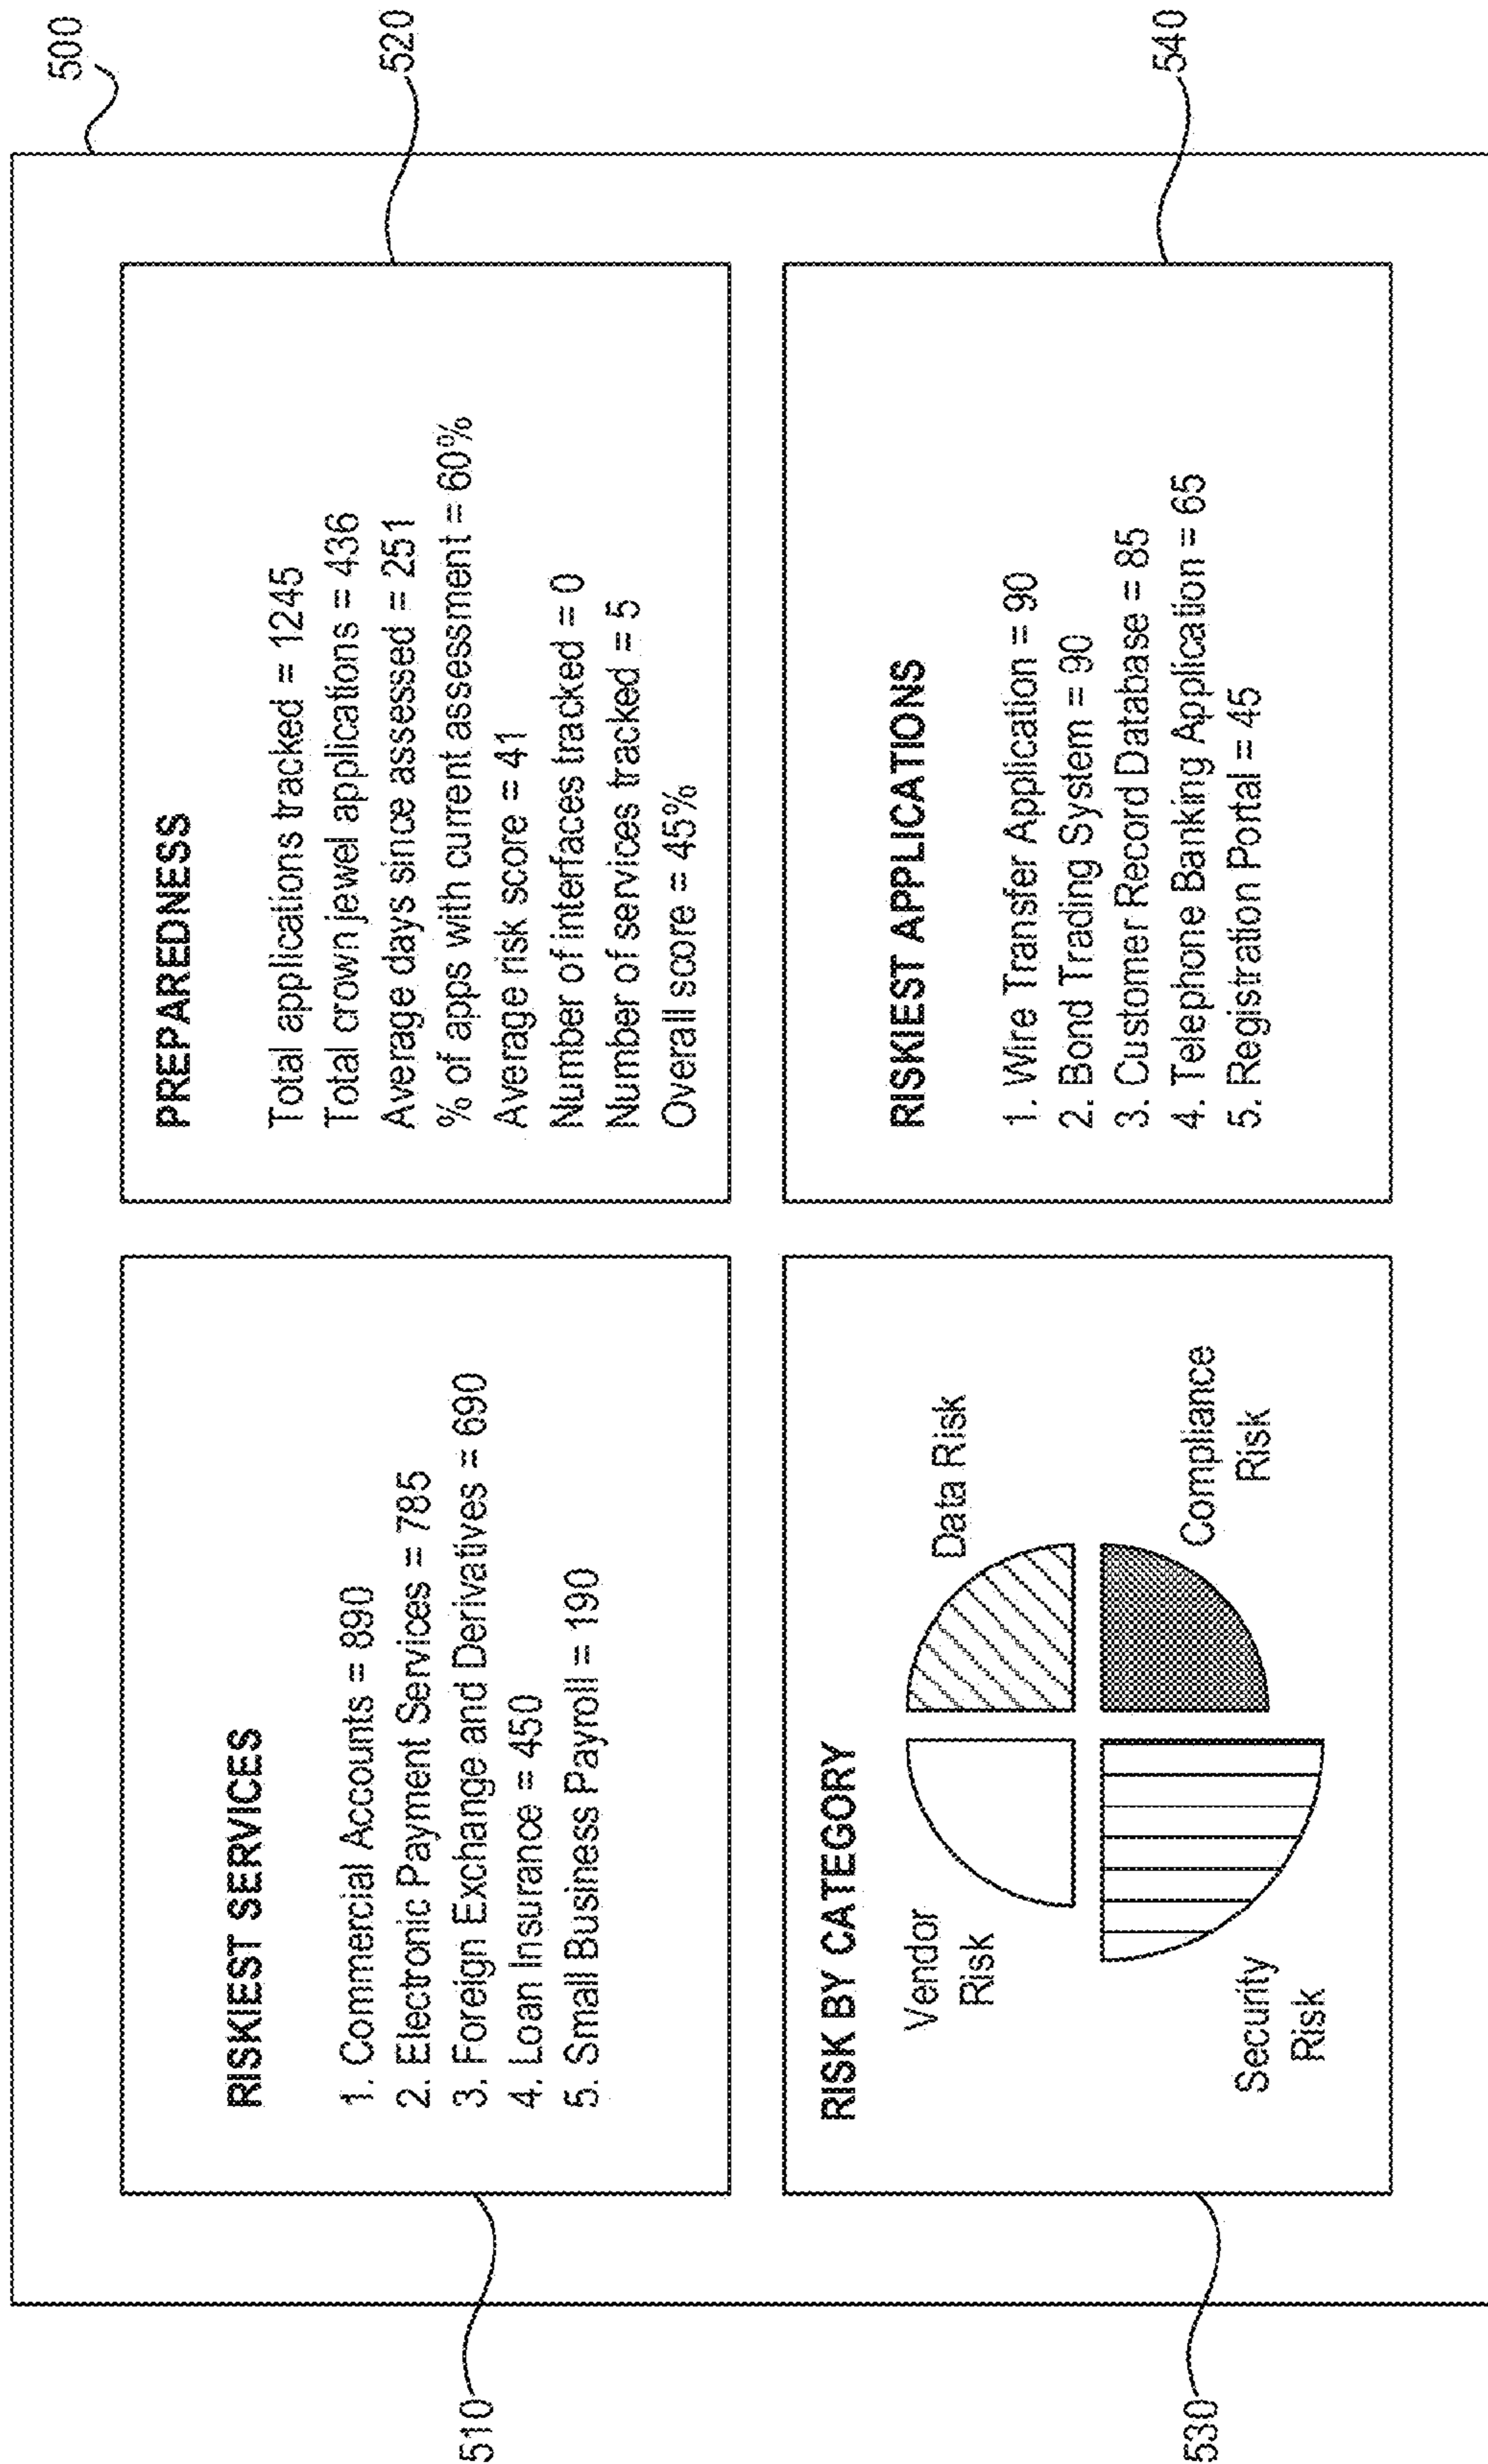 500
510
RISKIEST SERVICES
1. Commercial Accounts = 890
2. Electronic Payment Services = 785
3. Foreign Exchange and Derivatives = 690
4. Loan Insurance = 450
5. Small Business Payroll = 190
520
PREPAREDNESS
Total applications tracked = 1245
Total crown jewel applications = 436
Average days since assessed = 251
% of apps with current assessment = 60%
Average risk score = 41
Number of interfaces tracked = 0
Number of services tracked = 5
Overall score = 45%
530
RISK BY CATEGORY
Vendor
Risk
Data Risk
Security
Risk
Compliance
Risk
540
RISKIEST APPLICATIONS
1. Wire Transfer Application = 90
2. Bond Trading System = 90
3. Customer Record Database = 85
4. Telephone Banking Application = 65
5. Registration Portal = 45